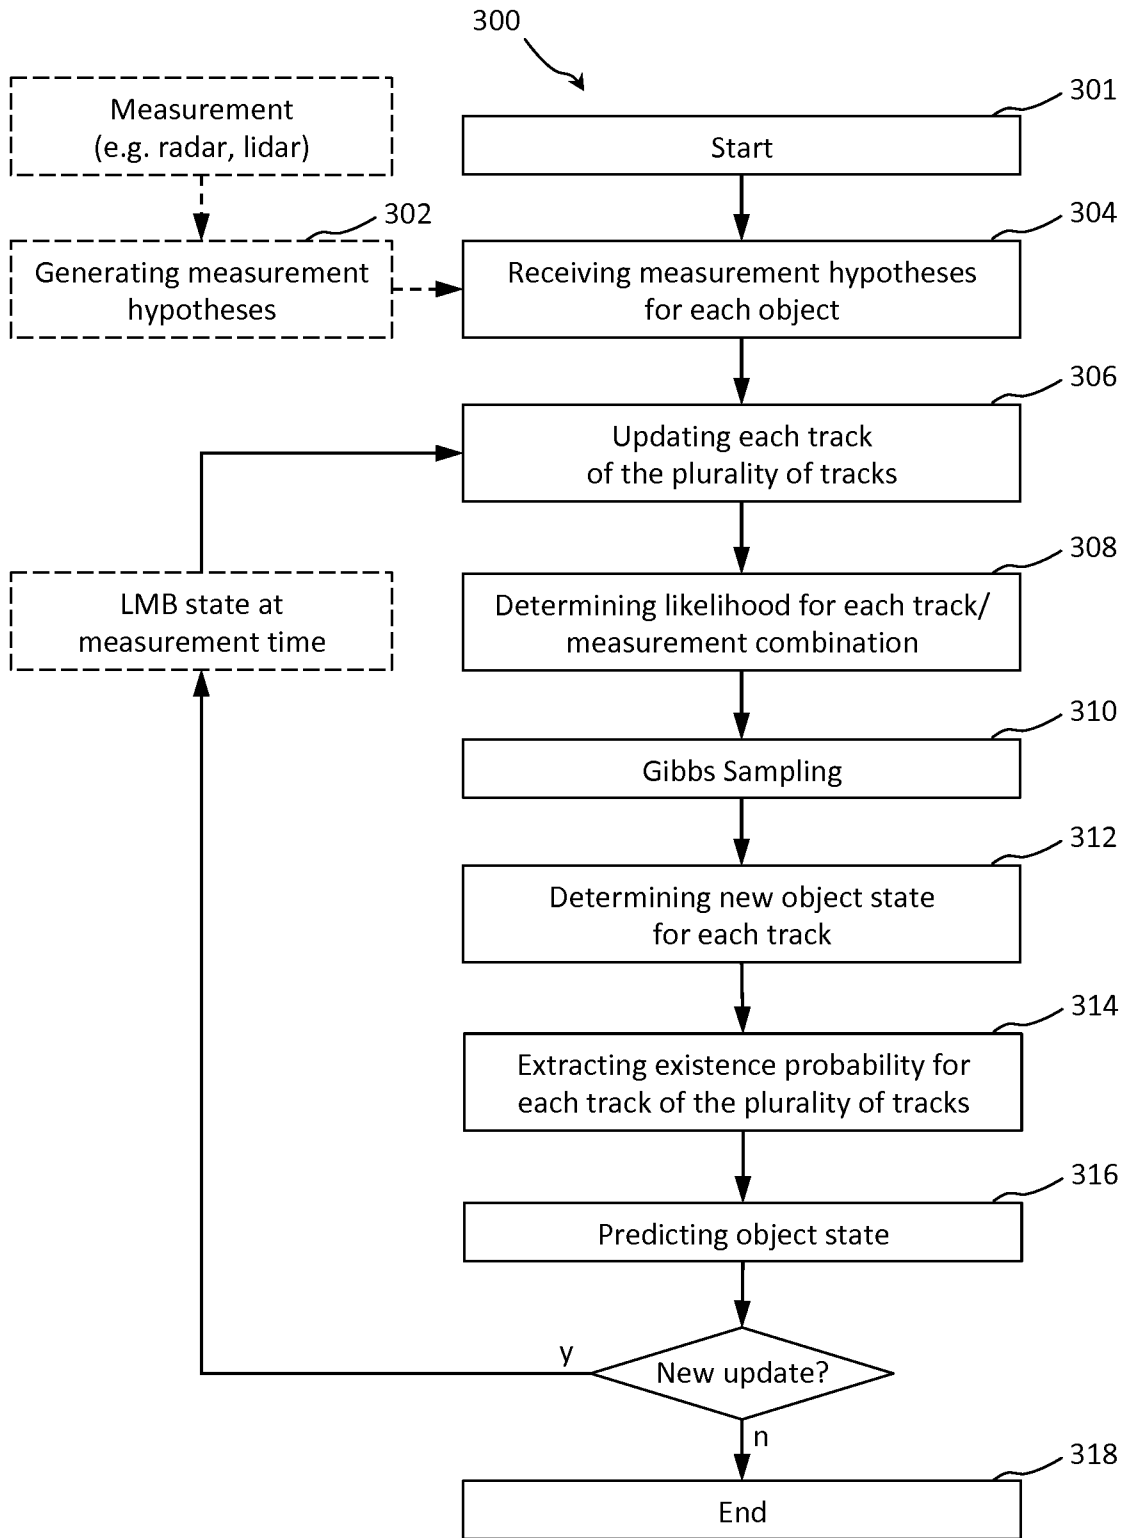 300
Measurement
(e.g. radar, lidar)
301
Start
302
Generating measurement
hypotheses
304
Receiving measurement hypotheses
for each object
306
Updating each track
of the plurality of tracks
LMB state at
measurement time
308
Determining likelihood for each track/
measurement combination
310
Gibbs Sampling
312
Determining new object state
for each track
314
Extracting existence probability for
each track of the plurality of tracks
316
Predicting object state
y
New update?
n
318
End